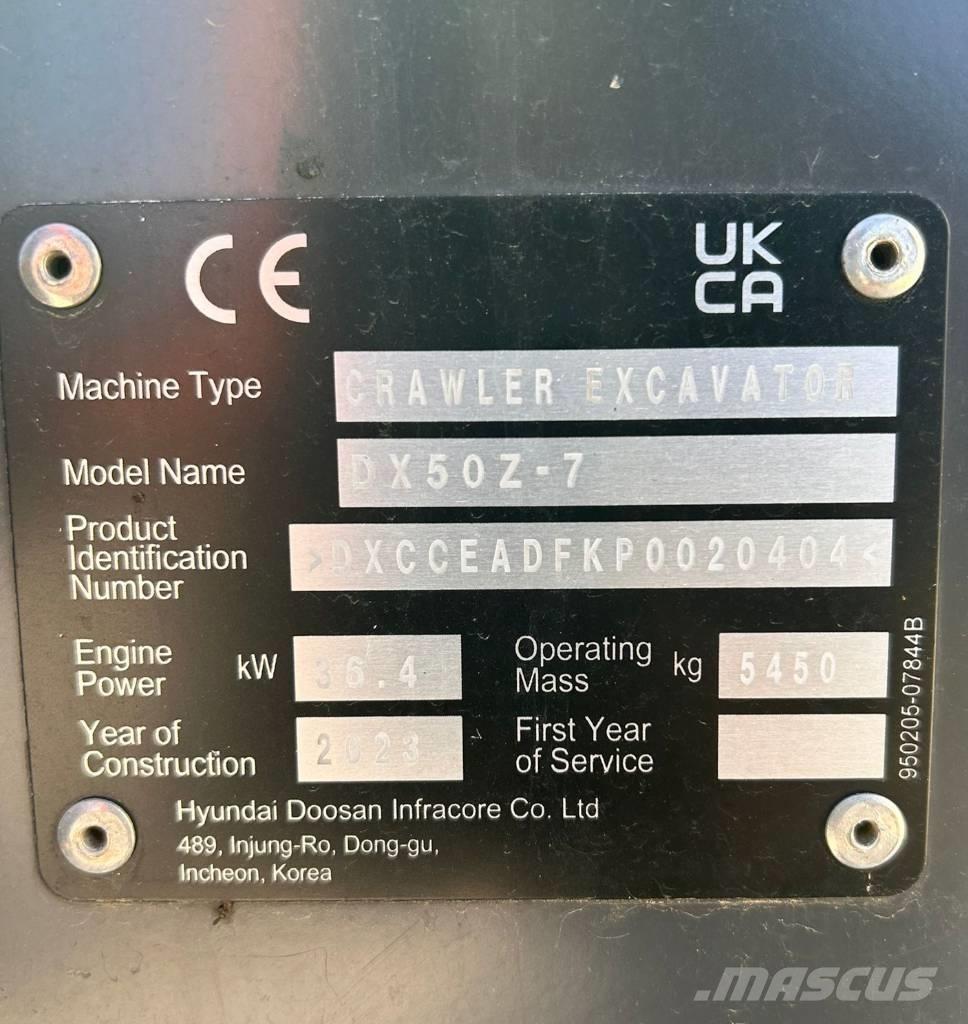 CE
UK
CA
Machine Type CRAWLER EXCAVATOR
Model Name DX50Z-7
Product
Identification
Number >DXCCEADFKP0020404<
Engine
Power kW 36.4
Operating
Mass kg 5450
Year of
Construction 2023
First Year
of Service
Hyundai Doosan Infracore Co. Ltd
489, Injung-Ro, Dong-gu,
Incheon, Korea
950205-07844B
MASCUS